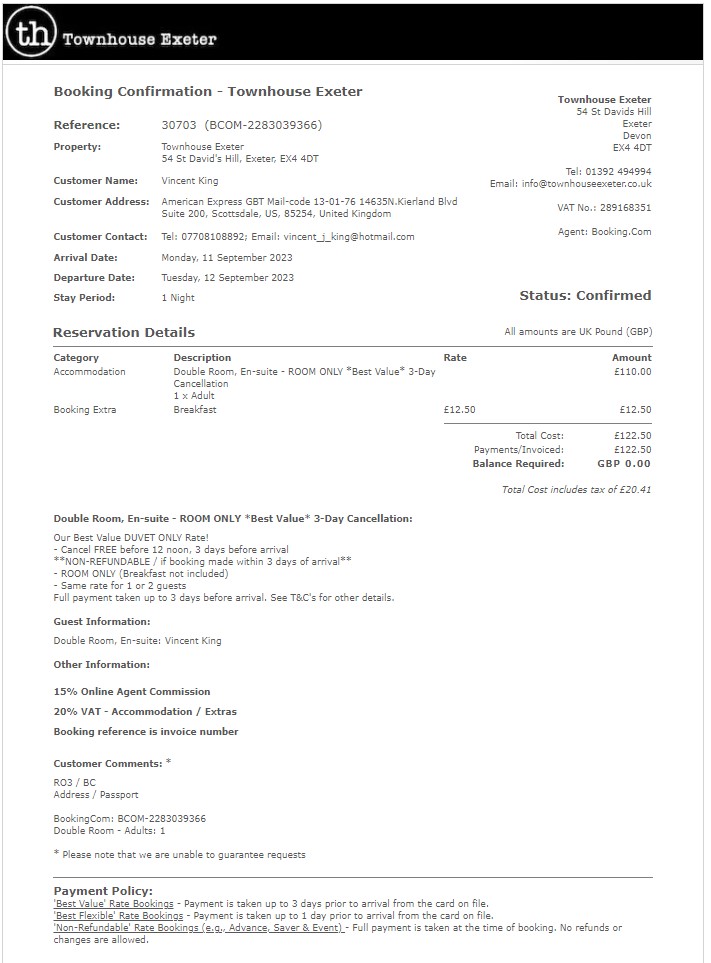 th Townhouse Exeter
Booking Confirmation - Townhouse Exeter
Townhouse Exeter
54 St Davids Hill
Exeter
Devon
EX4 4DT
Tel: 01392 494994
Email: info@townhouseexeter.co.uk
VAT No.: 289168351
Agent: Booking.Com
Reference: 30703 (BCOM-2283039366)
Property: Townhouse Exeter
54 St David's Hill, Exeter, EX4 4DT
Customer Name: Vincent King
Customer Address: American Express GBT Mail-code 13-01-76 14635N.Kierland Blvd
Suite 200, Scottsdale, US, 85254, United Kingdom
Customer Contact: Tel: 07708108892; Email: vincent_j_king@hotmail.com
Arrival Date: Monday, 11 September 2023
Departure Date: Tuesday, 12 September 2023
Stay Period: 1 Night
Status: Confirmed
Reservation Details
All amounts are UK Pound (GBP)
Category Description Rate Amount
Accommodation Double Room, En-suite - ROOM ONLY *Best Value* 3-Day £110.00
Cancellation
1 x Adult
Booking Extra Breakfast £12.50 £12.50
Total Cost: £122.50
Payments/Invoiced: £122.50
Balance Required: GBP 0.00
Total Cost includes tax of £20.41
Double Room, En-suite - ROOM ONLY *Best Value* 3-Day Cancellation:
Our Best Value DUVET ONLY Rate!
- Cancel FREE before 12 noon, 3 days before arrival
**NON-REFUNDABLE / if booking made within 3 days of arrival**
- ROOM ONLY (Breakfast not included)
- Same rate for 1 or 2 guests
Full payment taken up to 3 days before arrival. See T&C's for other details.
Guest Information:
Double Room, En-suite: Vincent King
Other Information:
15% Online Agent Commission
20% VAT - Accommodation / Extras
Booking reference is invoice number
Customer Comments: *
RO3 / BC
Address / Passport
BookingCom: BCOM-2283039366
Double Room - Adults: 1
* Please note that we are unable to guarantee requests
Payment Policy:
'Best Value' Rate Bookings - Payment is taken up to 3 days prior to arrival from the card on file.
'Best Flexible' Rate Bookings - Payment is taken up to 1 day prior to arrival from the card on file.
'Non-Refundable' Rate Bookings (e.g., Advance, Saver & Event) - Full payment is taken at the time of booking. No refunds or
changes are allowed.